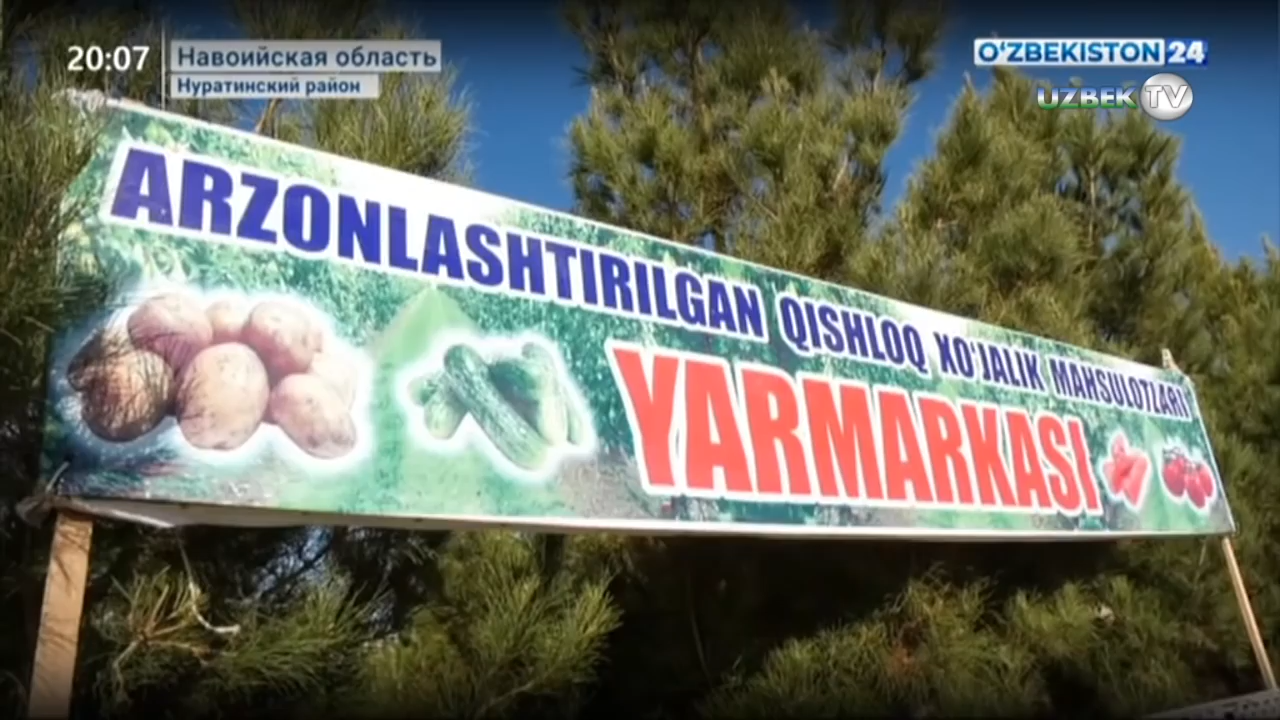 20:07
Навоийская область
Нуратинский район
O‘ZBEKISTON 24
UZBEK TV
ARZONLASHTIRILGAN QISHLOQ XO‘JALIK MAHSULOTLARI
YARMARKASI